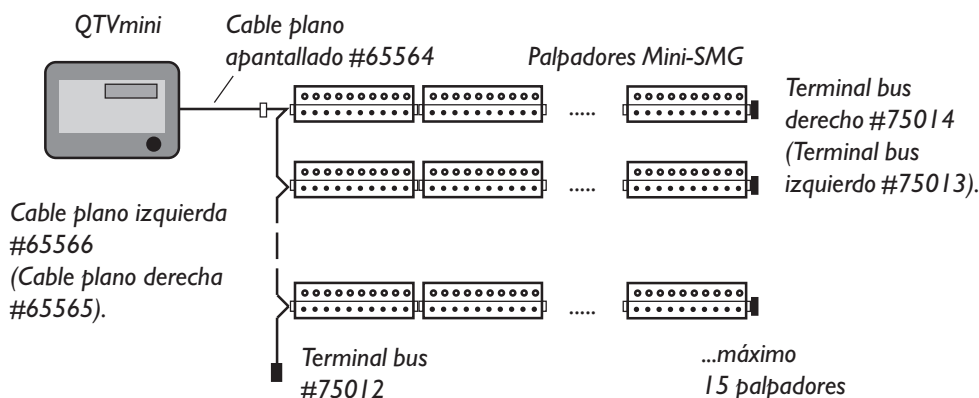 QTVmini
Cable plano
apantallado #65564
Palpadores Mini-SMG
Terminal bus
derecho #75014
(Terminal bus
izquierdo #75013).
Cable plano izquierda
#65566
(Cable plano derecha
#65565).
.....
.....
.....
Terminal bus
#75012
...máximo
15 palpadores